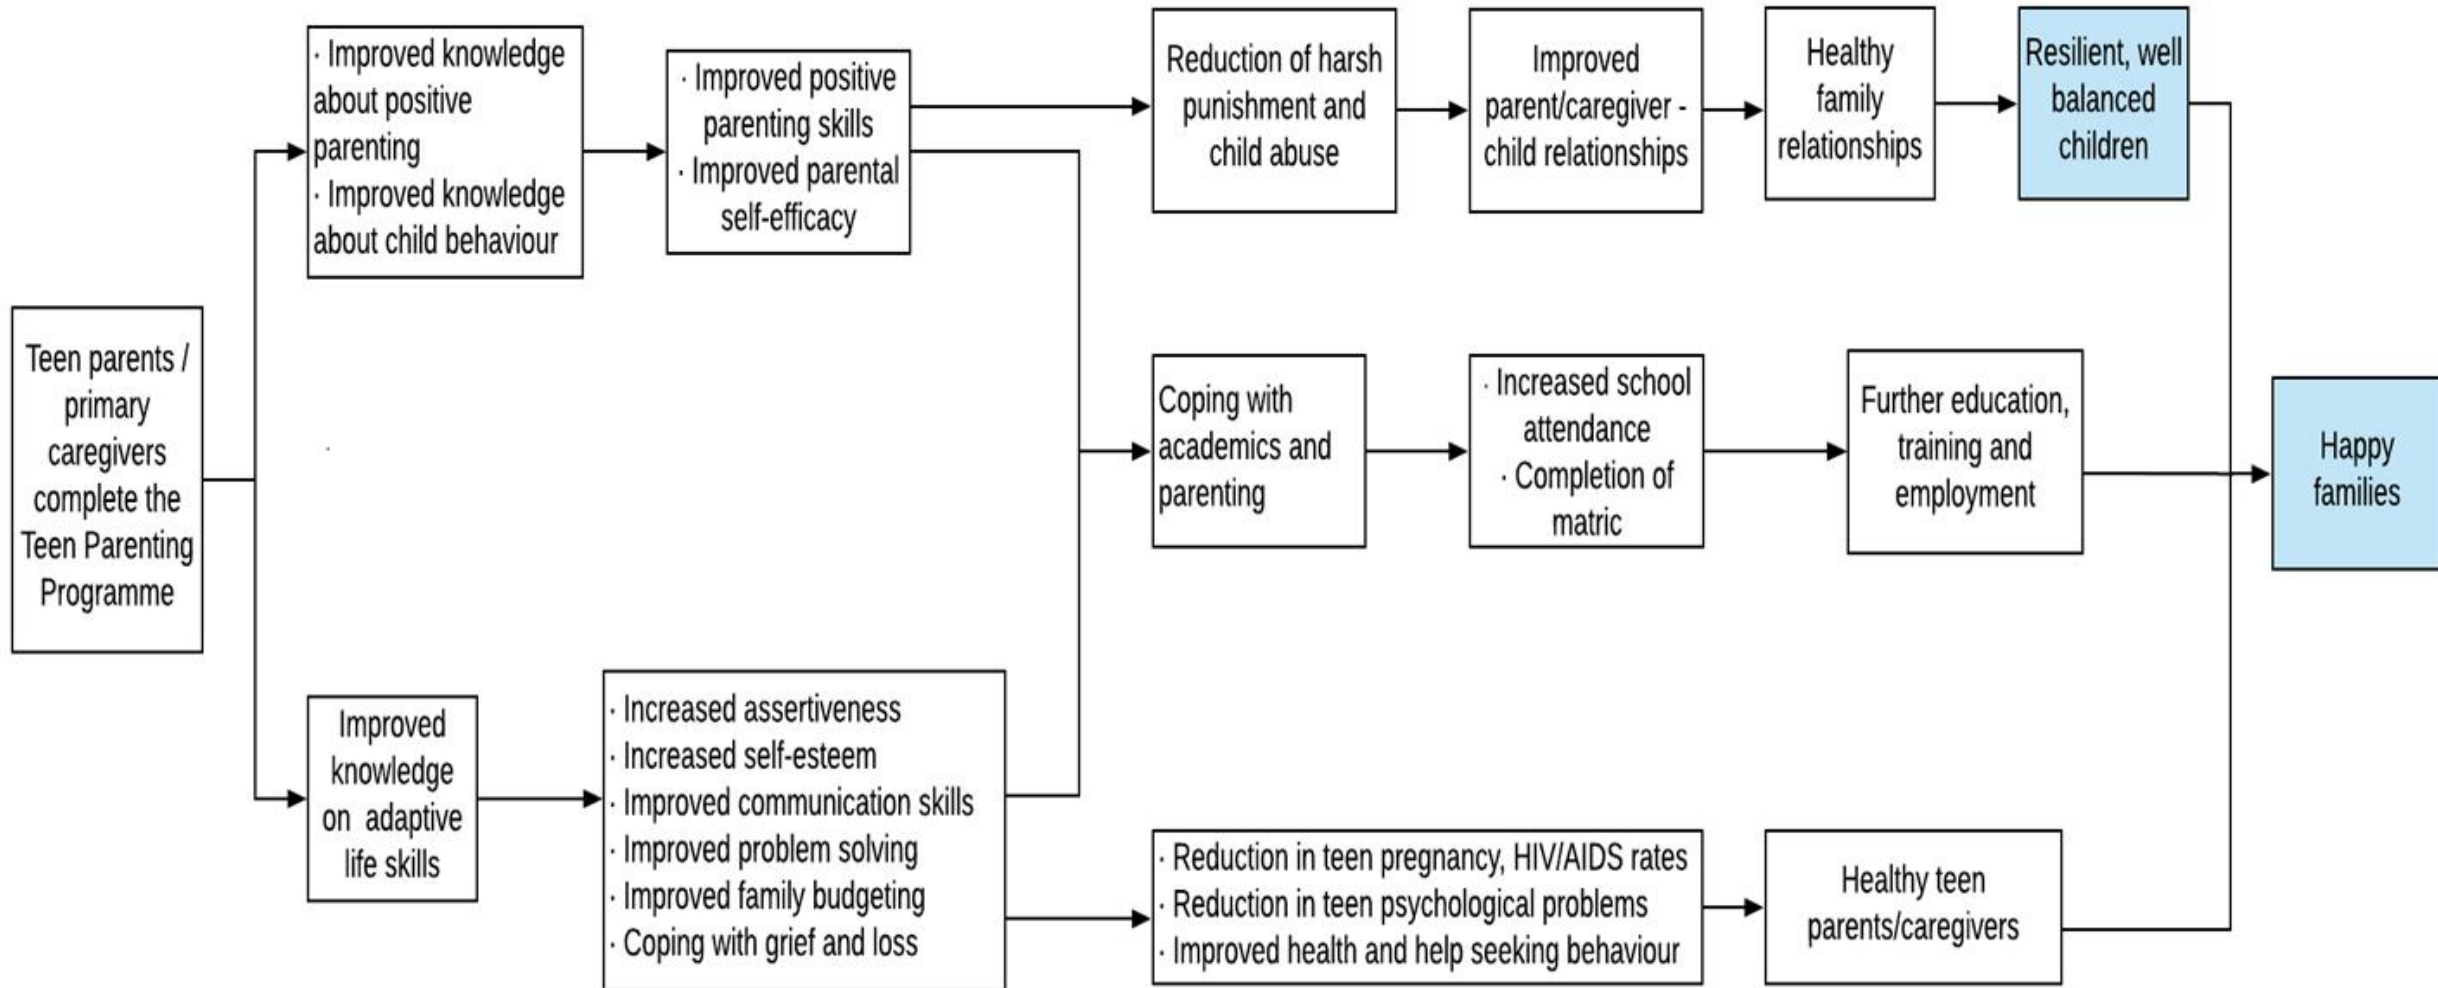 Teen parents /
primary
caregivers
complete the
Teen Parenting
Programme
· Improved knowledge
about positive
parenting
· Improved knowledge
about child behaviour
· Improved positive
parenting skills
· Improved parental
self-efficacy
Reduction of harsh
punishment and
child abuse
Improved
parent/caregiver -
child relationships
Healthy
family
relationships
Resilient, well
balanced
children
Coping with
academics and
parenting
· Increased school
attendance
· Completion of
matric
Further education,
training and
employment
Happy
families
Improved
knowledge
on adaptive
life skills
· Increased assertiveness
· Increased self-esteem
· Improved communication skills
· Improved problem solving
· Improved family budgeting
· Coping with grief and loss
· Reduction in teen pregnancy, HIV/AIDS rates
· Reduction in teen psychological problems
· Improved health and help seeking behaviour
Healthy teen
parents/caregivers